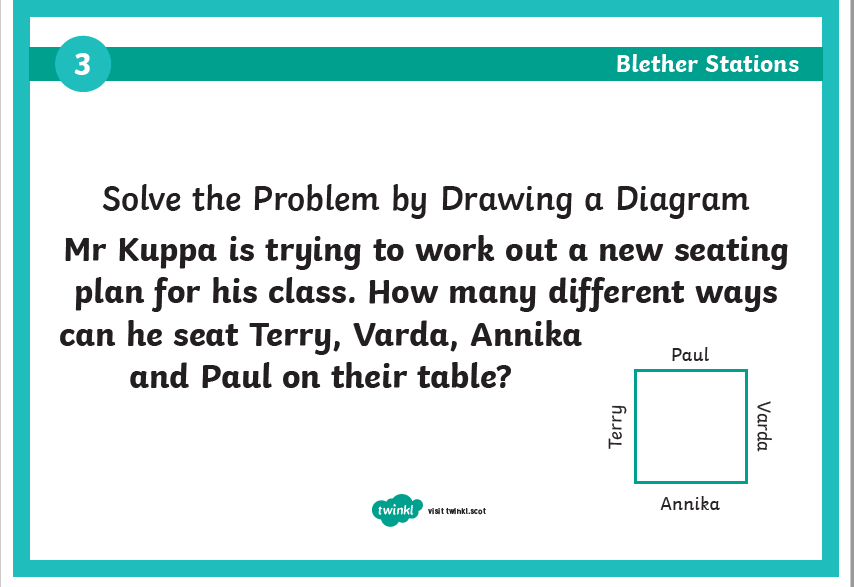 3
Blether Stations
Solve the Problem by Drawing a Diagram
Mr Kuppa is trying to work out a new seating
plan for his class. How many different ways
can he seat Terry, Varda, Annika
and Paul on their table?
Paul
Terry
Varda
Annika
twinkl
visit twinkl.scot